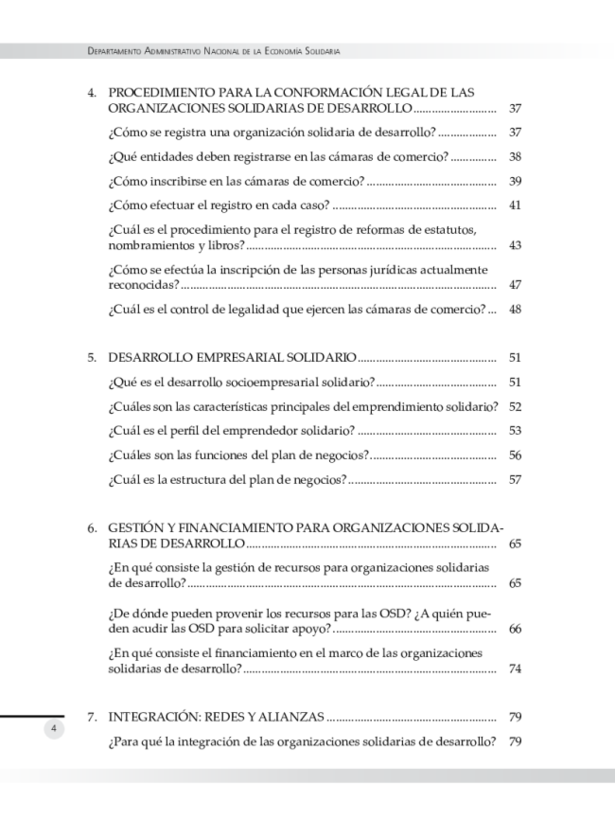 Departamento Administrativo Nacional de la Economía Solidaria
4. PROCEDIMIENTO PARA LA CONFORMACIÓN LEGAL DE LAS
ORGANIZACIONES SOLIDARIAS DE DESARROLLO ............................ 37
¿Cómo se registra una organización solidaria de desarrollo? .................... 37
¿Qué entidades deben registrarse en las cámaras de comercio? ............... 38
¿Cómo inscribirse en las cámaras de comercio? .......................................... 39
¿Cómo efectuar el registro en cada caso? ..................................................... 41
¿Cuál es el procedimiento para el registro de reformas de estatutos,
nombramientos y libros? ................................................................................. 43
¿Cómo se efectúa la inscripción de las personas jurídicas actualmente
reconocidas? ...................................................................................................... 47
¿Cuál es el control de legalidad que ejercen las cámaras de comercio? ... 48
5. DESARROLLO EMPRESARIAL SOLIDARIO ............................................. 51
¿Qué es el desarrollo socioempresarial solidario? ....................................... 51
¿Cuáles son las características principales del emprendimiento solidario? 52
¿Cuál es el perfil del emprendedor solidario? ............................................. 53
¿Cuáles son las funciones del plan de negocios? ......................................... 56
¿Cuál es la estructura del plan de negocios? ................................................ 57
6. GESTIÓN Y FINANCIAMIENTO PARA ORGANIZACIONES SOLIDA-
RIAS DE DESARROLLO ................................................................................. 65
¿En qué consiste la gestión de recursos para organizaciones solidarias
de desarrollo? .................................................................................................... 65
¿De dónde pueden provenir los recursos para las OSD? ¿A quién pue-
den acudir las OSD para solicitar apoyo? ..................................................... 66
¿En qué consiste el financiamiento en el marco de las organizaciones
solidarias de desarrollo? .................................................................................. 74
7. INTEGRACIÓN: REDES Y ALIANZAS ....................................................... 79
¿Para qué la integración de las organizaciones solidarias de desarrollo? 79
4